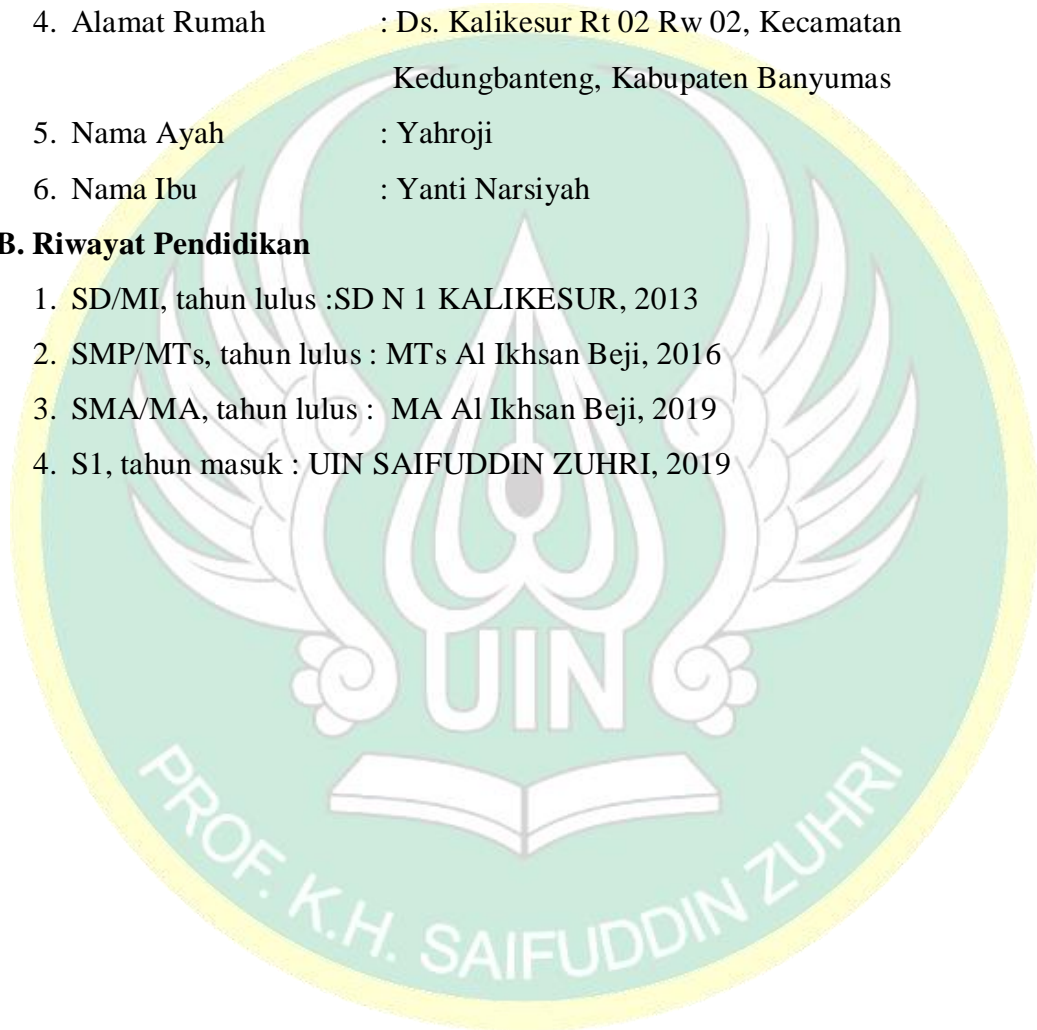 4. Alamat Rumah : Ds. Kalikesur Rt 02 Rw 02, Kecamatan
Kedungbanteng, Kabupaten Banyumas
5. Nama Ayah : Yahroji
6. Nama Ibu : Yanti Narsiyah
B. Riwayat Pendidikan
1. SD/MI, tahun lulus :SD N 1 KALIKESUR, 2013
2. SMP/MTs, tahun lulus : MTs Al Ikhsan Beji, 2016
3. SMA/MA, tahun lulus : MA Al Ikhsan Beji, 2019
4. S1, tahun masuk : UIN SAIFUDDIN ZUHRI, 2019
UIN
PROF. K.H. SAIFUDDIN ZUHRI